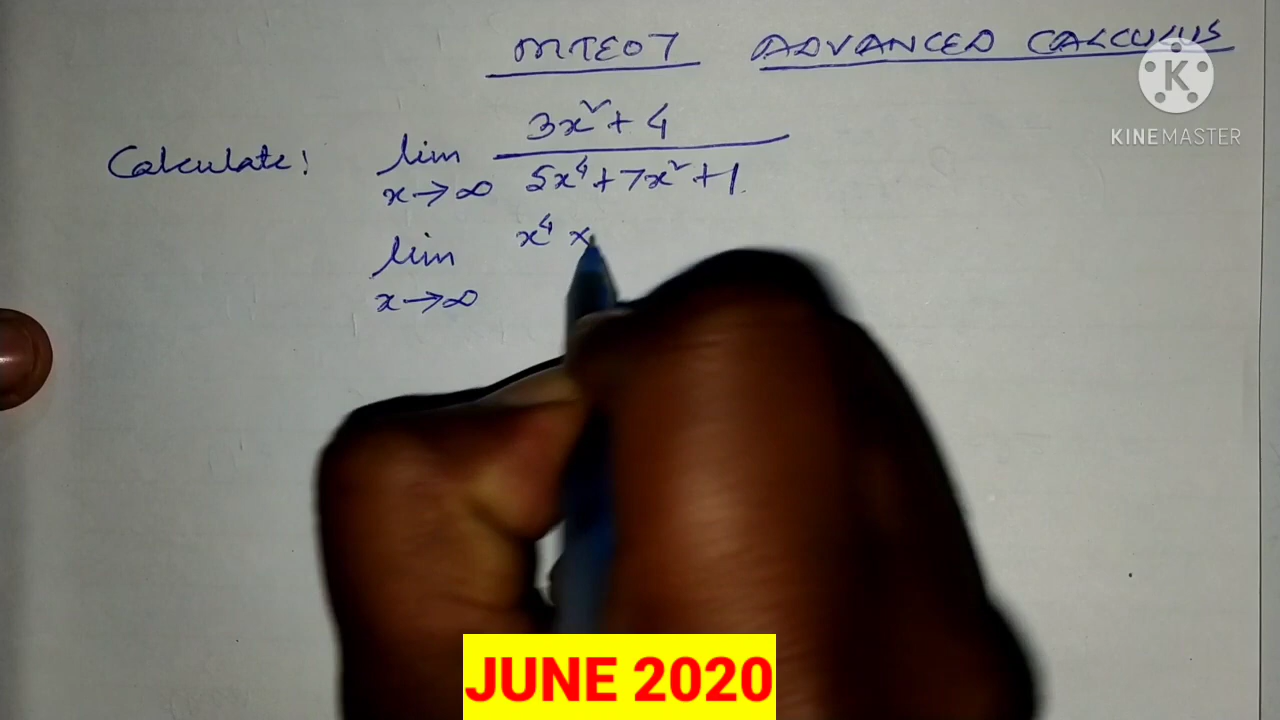 MTE07 ADVANCED CALCULUS
K
KINEMASTER
Calculate: lim x→∞ (3x² + 4)/(5x⁴ + 7x² + 1)
lim x→∞ x⁴ ×
JUNE 2020